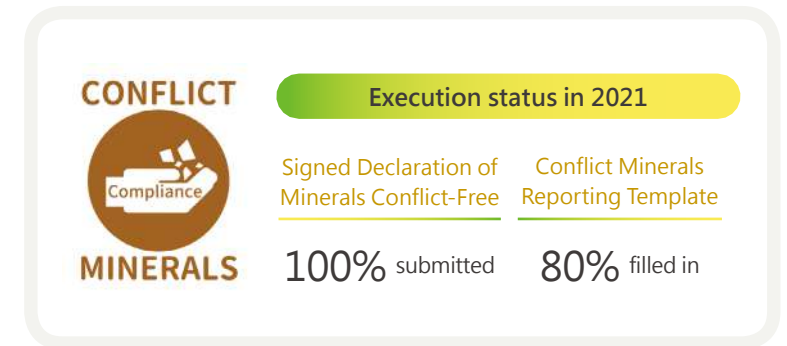 CONFLICT
Compliance
MINERALS
Execution status in 2021
Signed Declaration of
Minerals Conflict-Free
100% submitted
Conflict Minerals
Reporting Template
80% filled in